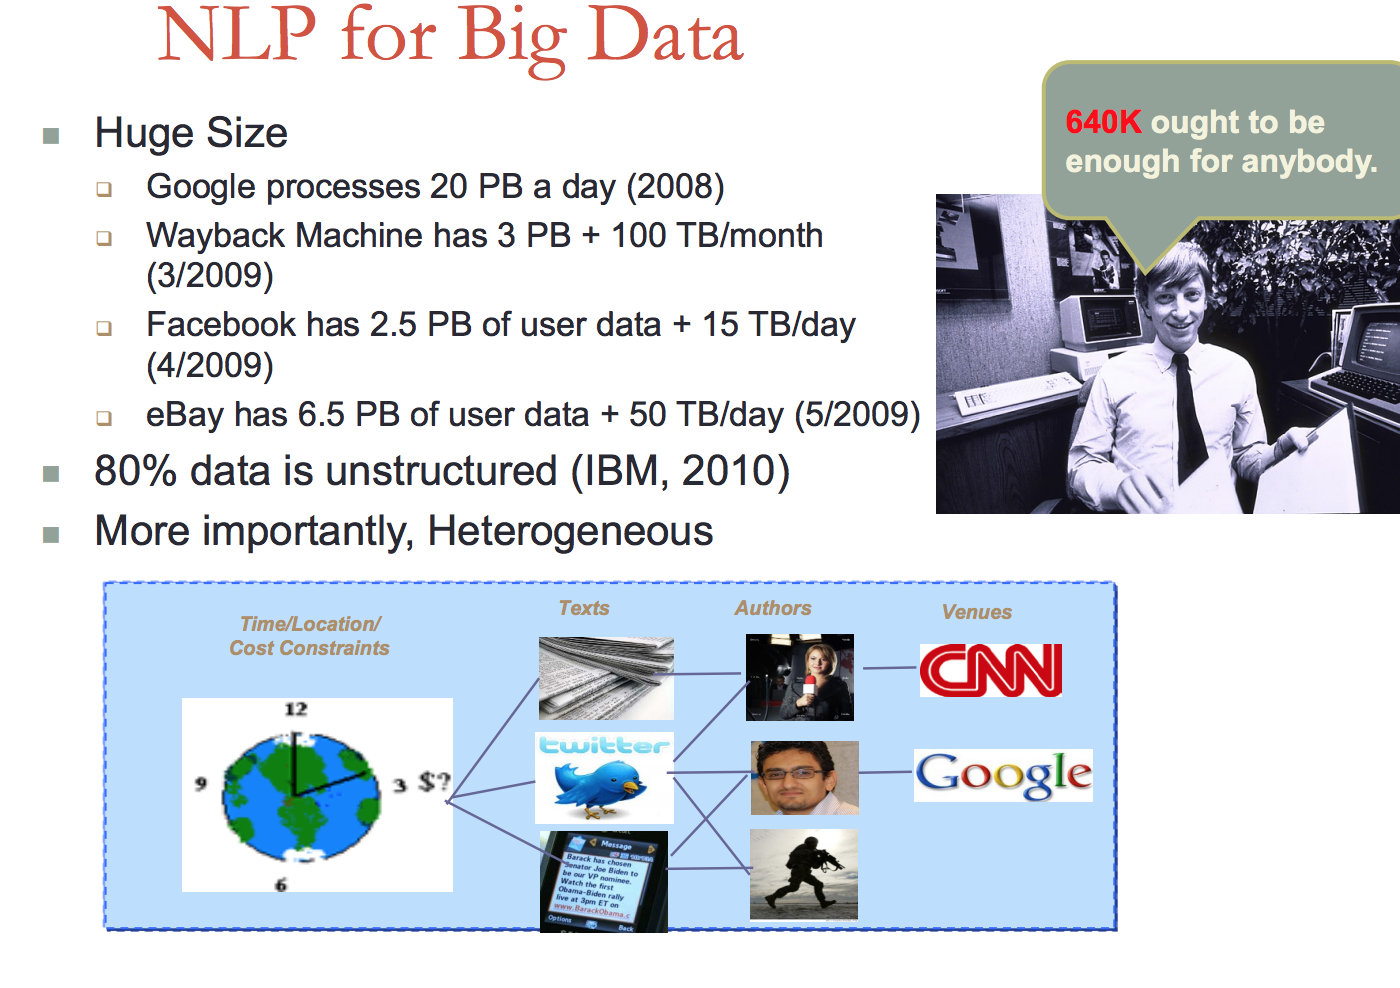 NLP for Big Data
Huge Size
Google processes 20 PB a day (2008)
Wayback Machine has 3 PB + 100 TB/month
(3/2009)
Facebook has 2.5 PB of user data + 15 TB/day
(4/2009)
eBay has 6.5 PB of user data + 50 TB/day (5/2009)
80% data is unstructured (IBM, 2010)
More importantly, Heterogeneous
640K ought to be
enough for anybody.
Time/Location/
Cost Constraints
Texts
Authors
Venues
12
9
3 $?
6
twitter
Message
Barack has chosen
Senator Joe Biden to
be our VP nominee.
Watch the first
Obama-Biden rally
live at 3pm ET on
www.BarackObama.c
Options
Back
CNN
Google